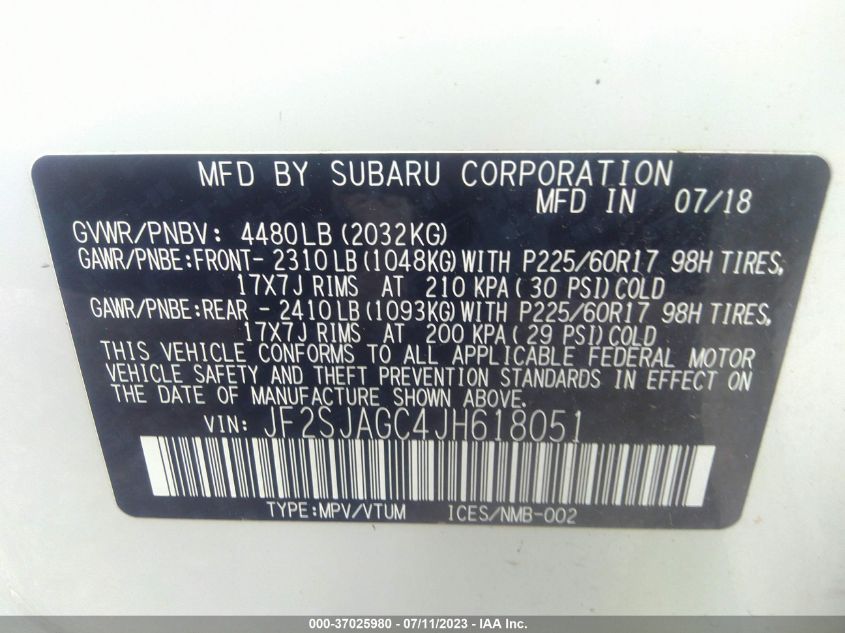 MFD BY SUBARU CORPORATION
MFD IN 07/18
GVWR/PNBV: 4480LB(2032KG)
GAWR/PNBE:FRONT- 2310LB(1048KG)WITH P225/60R17 98H TIRES,
17X7J RIMS AT 210 KPA(30 PSI)COLD
GAWR/PNBE:REAR - 2410LB(1093KG)WITH P225/60R17 98H TIRES,
17X7J RIMS AT 200 KPA(29 PSI)COLD
THIS VEHICLE CONFORMS TO ALL APPLICABLE FEDERAL MOTOR
VEHICLE SAFETY AND THEFT PREVENTION STANDARDS IN EFFECT ON
THE DATE OF MANUFACTURE SHOWN ABOVE.
VIN: JF2SJAGC4JH618051
TYPE:MPV/VTUM ICES/NMB-002
000-37025980 - 07/11/2023 - IAAI.COM